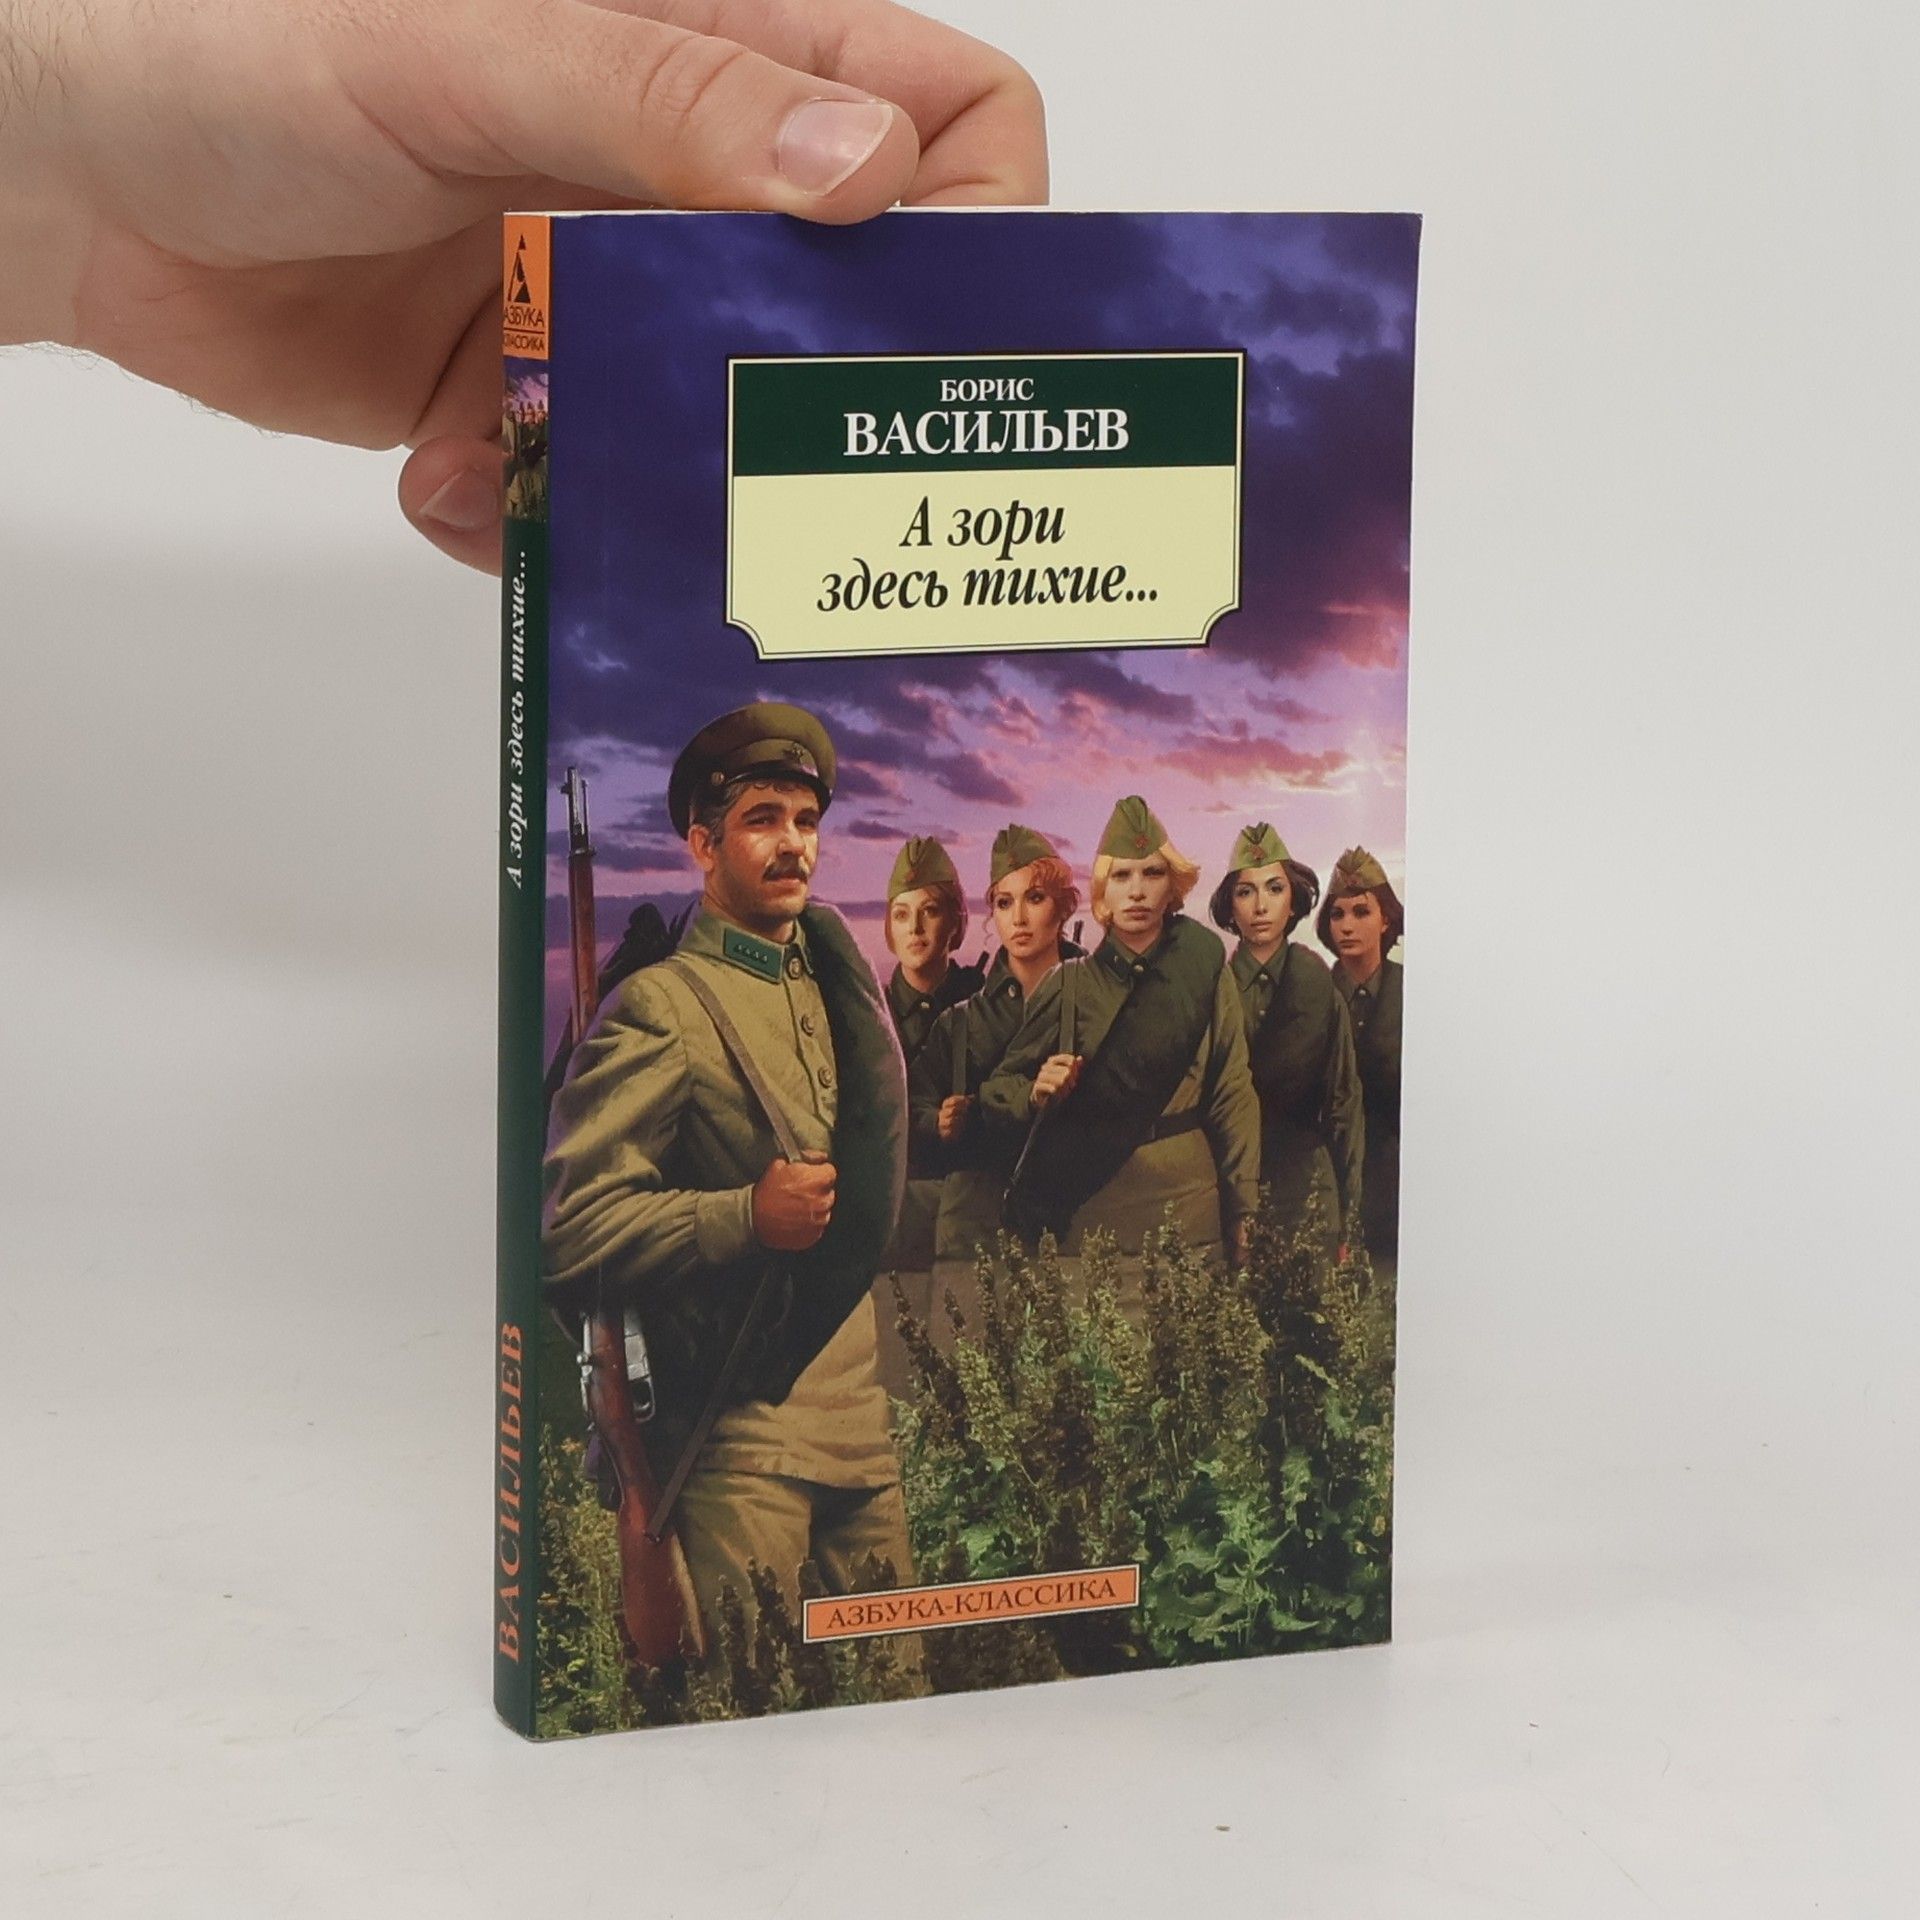 АЗБУКА
КЛАССИКА
А зори здесь тихие...
ВАСИЛЬЕВ
БОРИС
ВАСИЛЬЕВ
А зори
здесь тихие...
АЗБУКА-КЛАССИКА